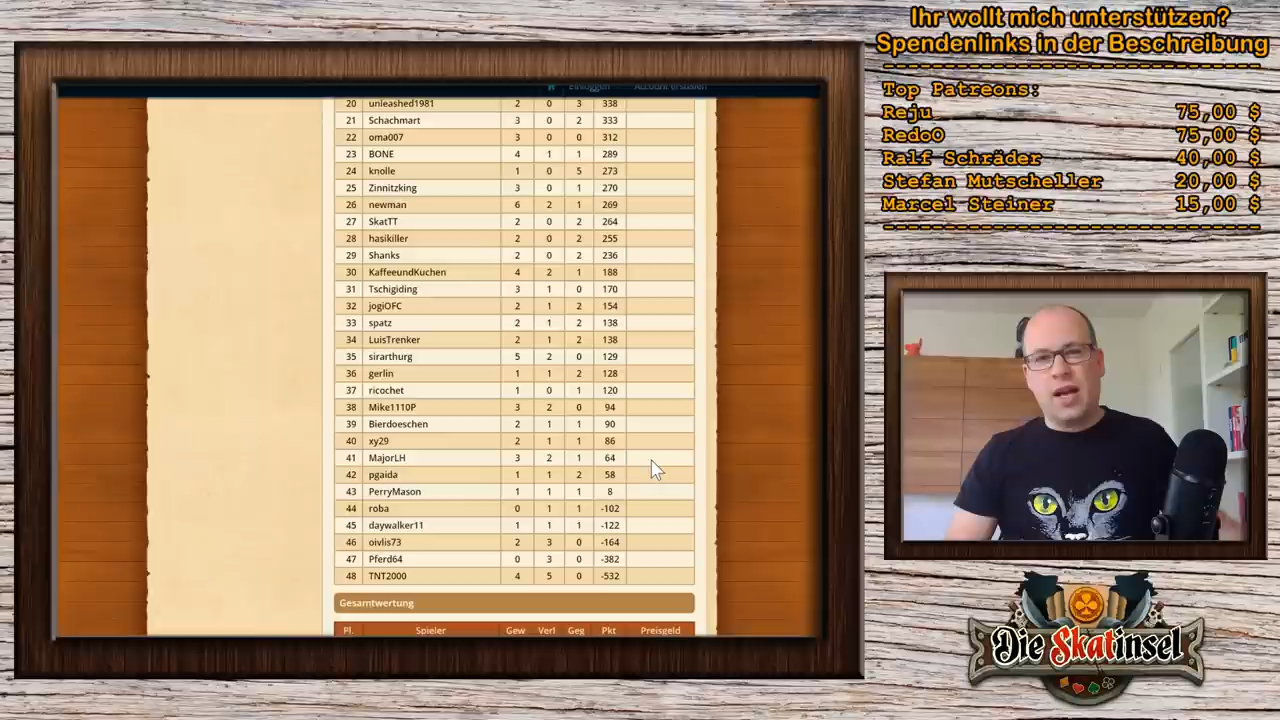 Ihr wollt mich unterstützen?
Spendenlinks in der Beschreibung
Top Patreons:
Reju 75,00 $
RedoO 75,00 $
Ralf Schräder 40,00 $
Stefan Mutscheller 20,00 $
Marcel Steiner 15,00 $
Einloggen
20 unleashed1981 2 0 3 338
21 Schachmart 3 0 2 333
22 oma007 3 0 0 312
23 BONE 4 1 1 289
24 knolle 1 0 5 273
25 Zinnitzking 3 0 1 270
26 newman 6 2 1 269
27 SkatTT 2 0 2 264
28 hasikiller 2 0 2 255
29 Shanks 2 0 2 236
30 KaffeeundKuchen 4 2 1 188
31 Tschigiding 3 1 0 170
32 jogiOFC 2 1 2 154
33 spatz 2 1 2 138
34 LuisTrenker 2 1 2 138
35 sirarthurg 5 2 0 129
36 gerlin 1 1 2 128
37 ricochet 1 0 1 120
38 Mike1110P 3 2 0 94
39 Bierdoeschen 2 1 1 90
40 xy29 2 1 1 86
41 MajorLH 3 2 1 64
42 pgaida 1 1 2 58
43 PerryMason 1 1 1 8
44 roba 0 1 1 -102
45 daywalker11 1 1 1 -122
46 oivlis73 2 3 0 -164
47 Pferd64 0 3 0 -382
48 TNT2000 4 5 0 -532
Gesamtwertung
Pl. Spieler Gew Verl Geg Pkt Preisgeld
Die Skatinsel